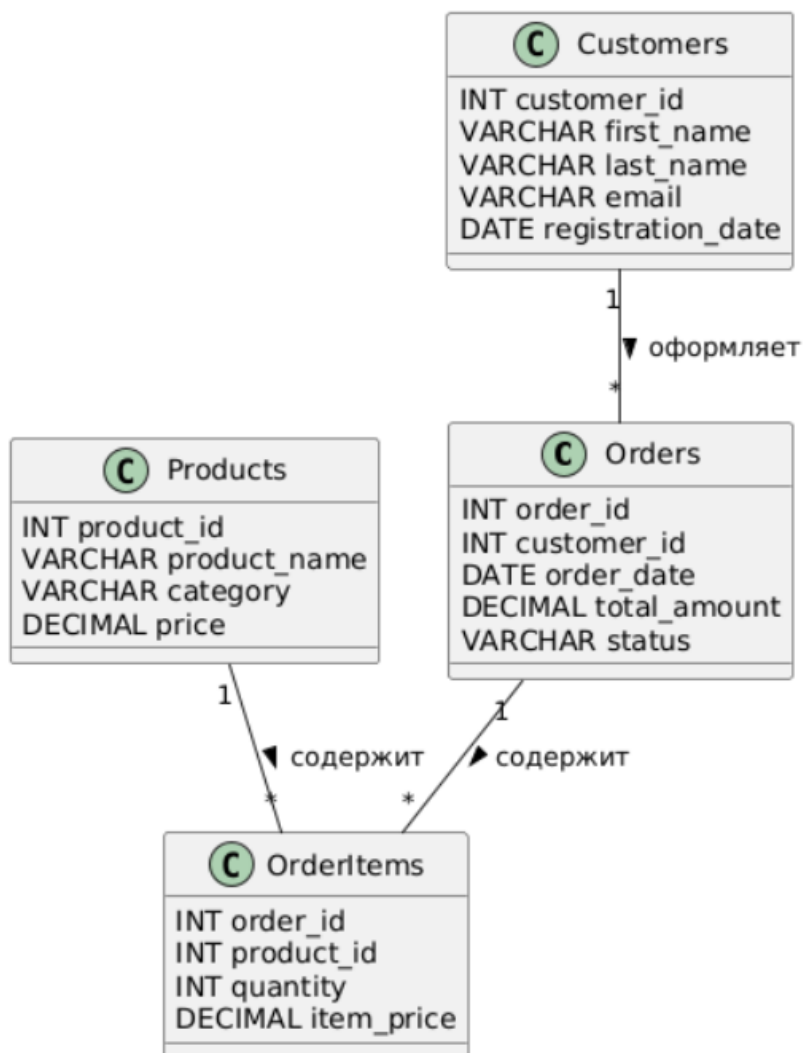 C Customers
INT customer_id
VARCHAR first_name
VARCHAR last_name
VARCHAR email
DATE registration_date
1
оформляет
*
C Products
INT product_id
VARCHAR product_name
VARCHAR category
DECIMAL price
C Orders
INT order_id
INT customer_id
DATE order_date
DECIMAL total_amount
VARCHAR status
1
1
содержит
содержит
*
*
C OrderItems
INT order_id
INT product_id
INT quantity
DECIMAL item_price